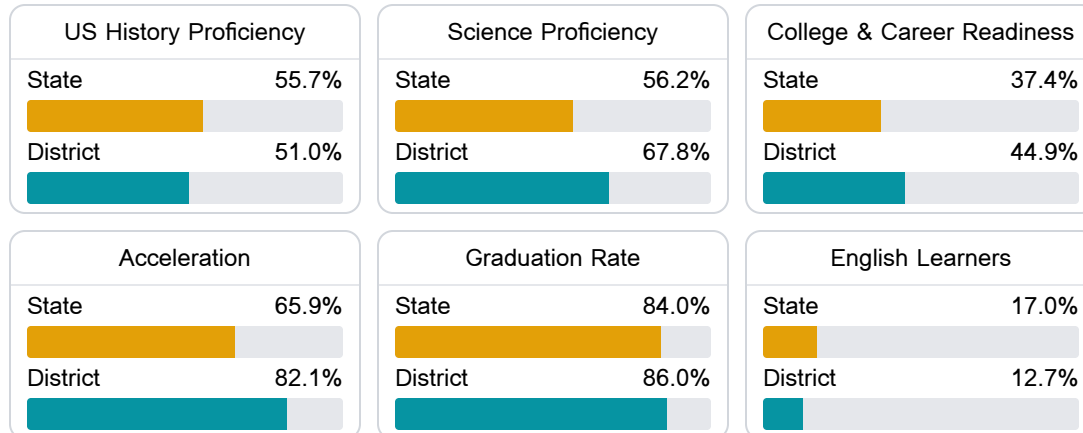 US History Proficiency
State 55.7%
District 51.0%
Science Proficiency
State 56.2%
District 67.8%
College & Career Readiness
State 37.4%
District 44.9%
Acceleration
State 65.9%
District 82.1%
Graduation Rate
State 84.0%
District 86.0%
English Learners
State 17.0%
District 12.7%